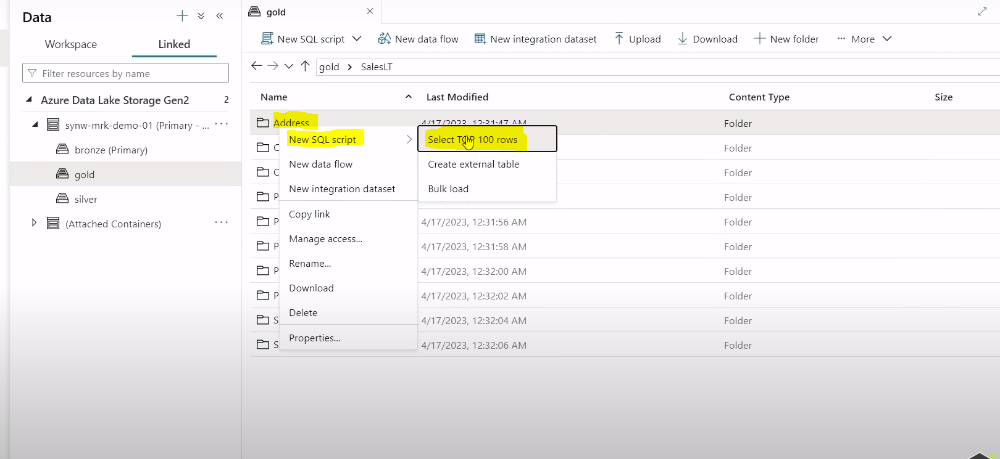 Data
Workspace
Linked
Filter resources by name
Azure Data Lake Storage Gen2 2
synw-mrk-demo-01 (Primary - ... ...
bronze (Primary)
gold
silver
(Attached Containers) ...
gold
New SQL script
New data flow
New integration dataset
Upload
Download
New folder
... More
gold > SalesLT
Name Last Modified Content Type Size
Address 4/17/2023, 12:31:47 AM Folder
Folder
Folder
Folder
P 4/17/2023, 12:31:56 AM Folder
P 4/17/2023, 12:31:58 AM Folder
P 4/17/2023, 12:32:00 AM Folder
P 4/17/2023, 12:32:02 AM Folder
S 4/17/2023, 12:32:04 AM Folder
S 4/17/2023, 12:32:06 AM Folder
New SQL script
New data flow
New integration dataset
Copy link
Manage access...
Rename...
Download
Delete
Properties...
Select TOP 100 rows
Create external table
Bulk load